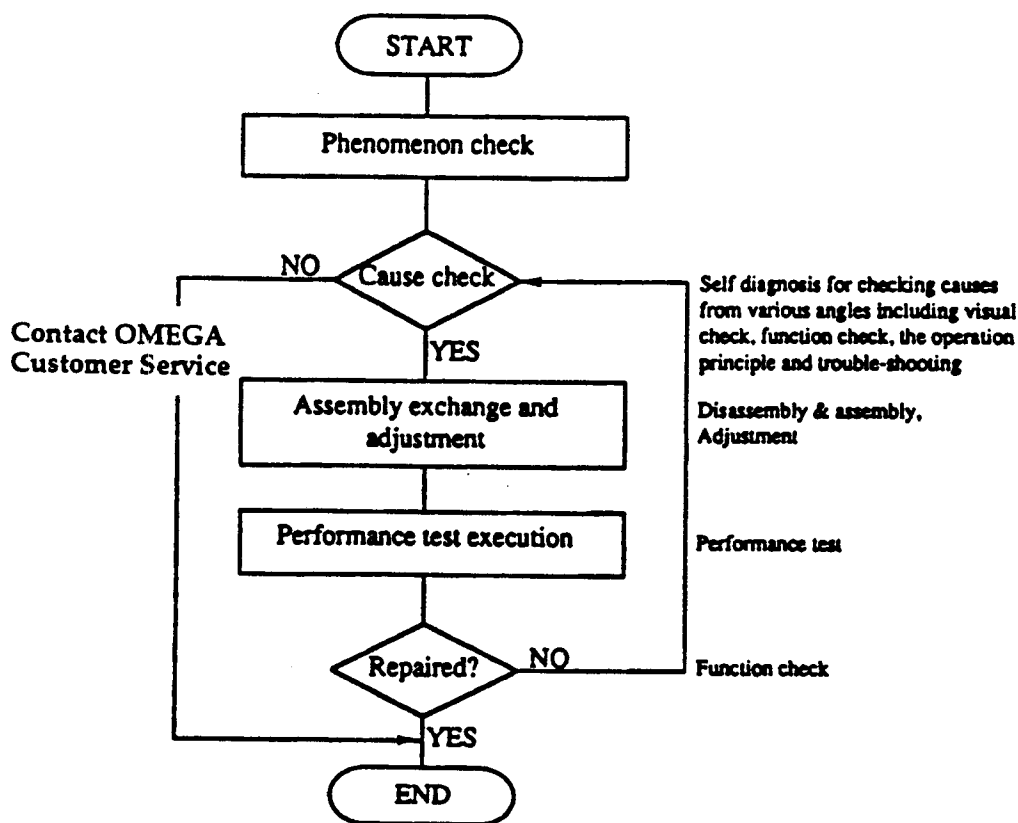 START
Phenomenon check
NO
Cause check
Self diagnosis for checking causes
from various angles including visual
check, function check, the operation
principle and trouble-shooting
Contact OMEGA
Customer Service
YES
Assembly exchange and
adjustment
Disassembly & assembly,
Adjustment
Performance test execution
Performance test
Repaired?
NO
Function check
YES
END